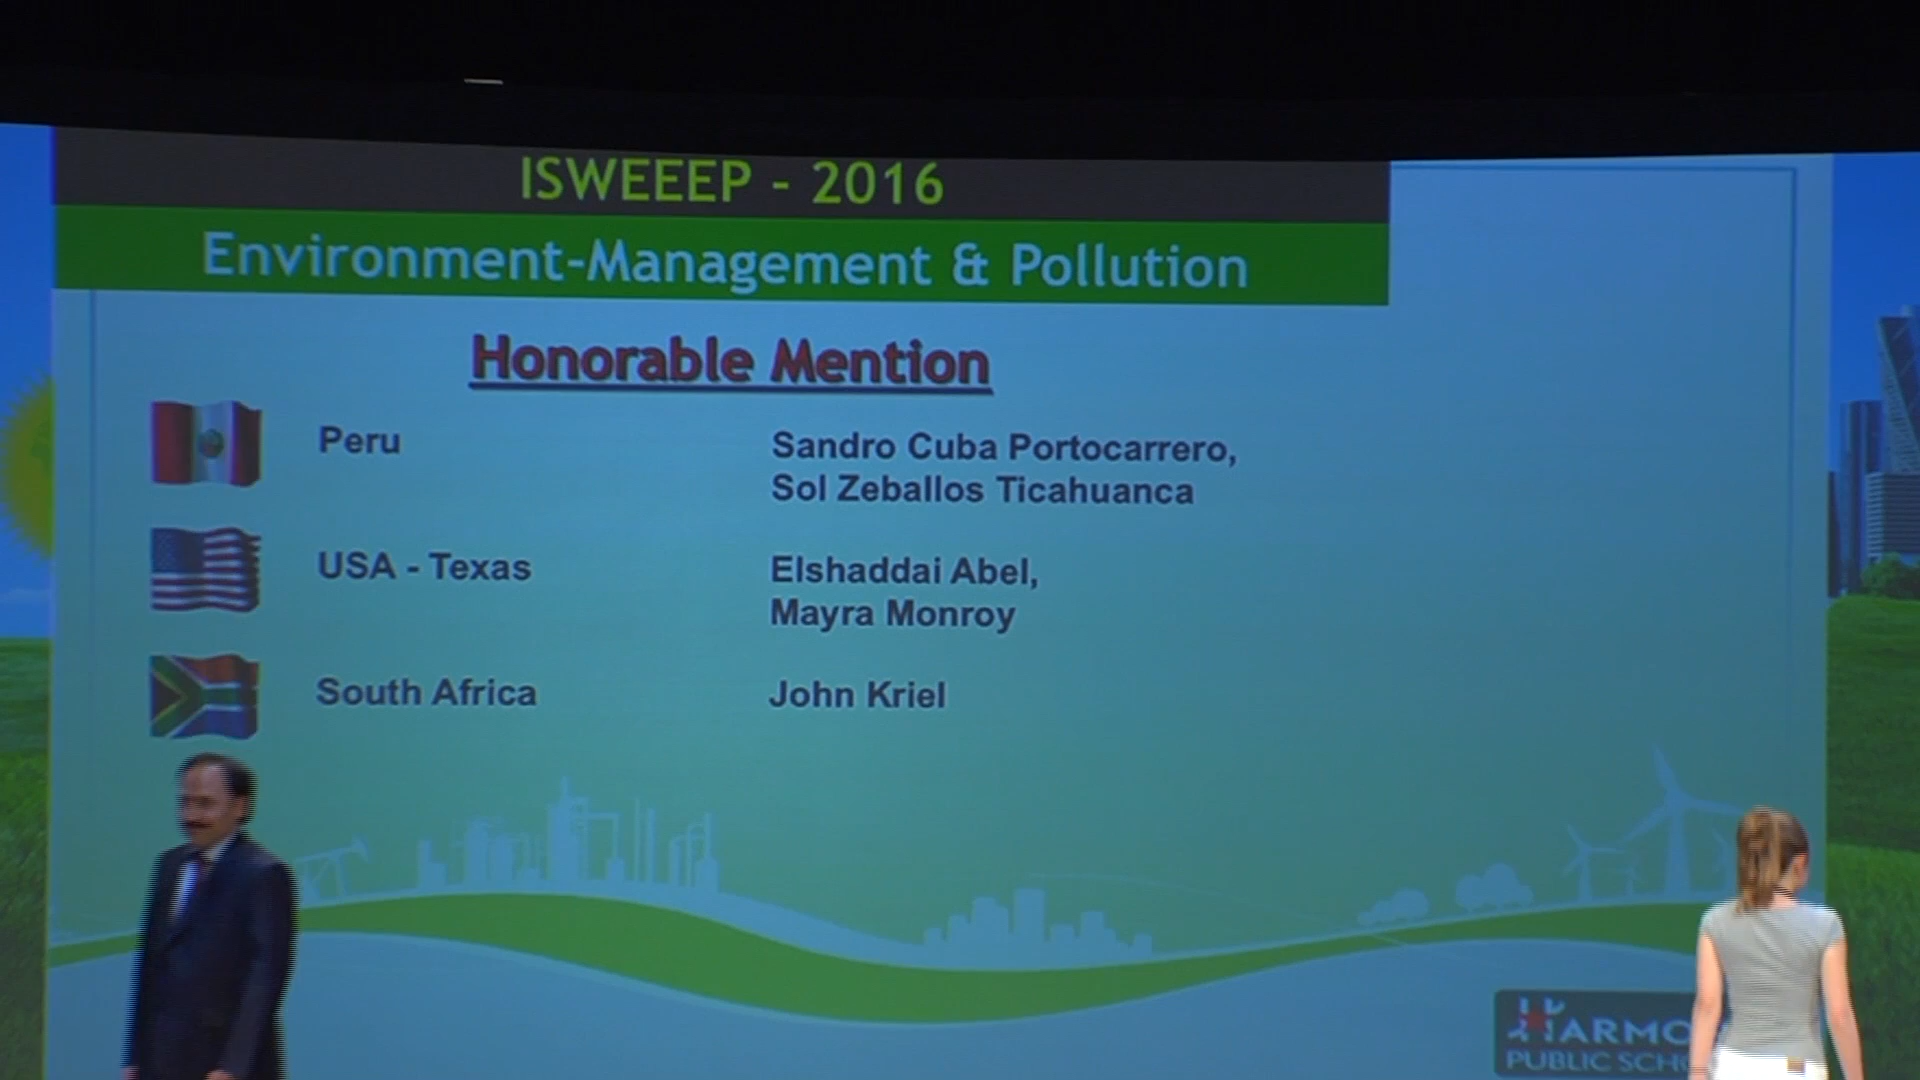 ISWEEEP - 2016
Environment-Management & Pollution
Honorable Mention
Peru
Sandro Cuba Portocarrero,
Sol Zeballos Ticahuanca
USA - Texas
Elshaddai Abel,
Mayra Monroy
South Africa
John Kriel
PUBLIC